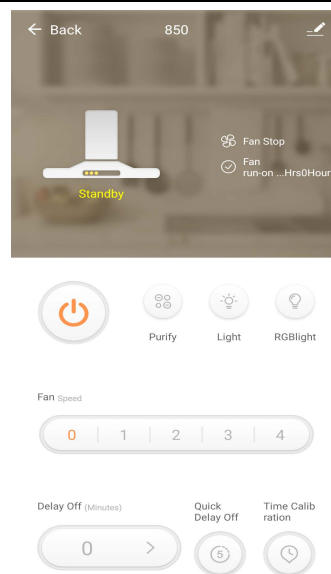 Back 850
Fan Stop
Fan
run-on ...Hrs0Hour
Standby
Purify Light RGBlight
Fan Speed
0 1 2 3 4
Delay Off (Minutes) Quick Time Calib
Delay Off ration
0 5